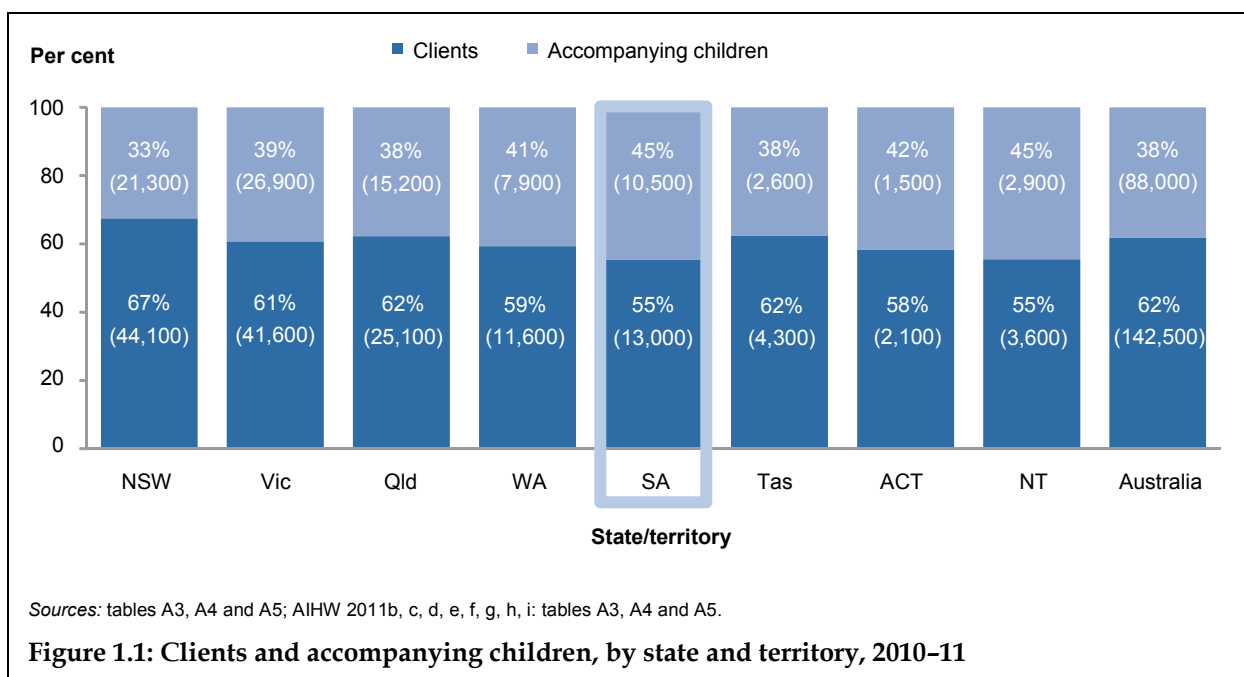 Per cent
Clients
Accompanying children
100
80
60
40
20
0
33%
(21,300)
39%
(26,900)
38%
(15,200)
41%
(7,900)
45%
(10,500)
38%
(2,600)
42%
(1,500)
45%
(2,900)
38%
(88,000)
67%
(44,100)
61%
(41,600)
62%
(25,100)
59%
(11,600)
55%
(13,000)
62%
(4,300)
58%
(2,100)
55%
(3,600)
62%
(142,500)
NSW
Vic
Qld
WA
SA
Tas
ACT
NT
Australia
State/territory
Sources: tables A3, A4 and A5; AIHW 2011b, c, d, e, f, g, h, i: tables A3, A4 and A5.
Figure 1.1: Clients and accompanying children, by state and territory, 2010–11